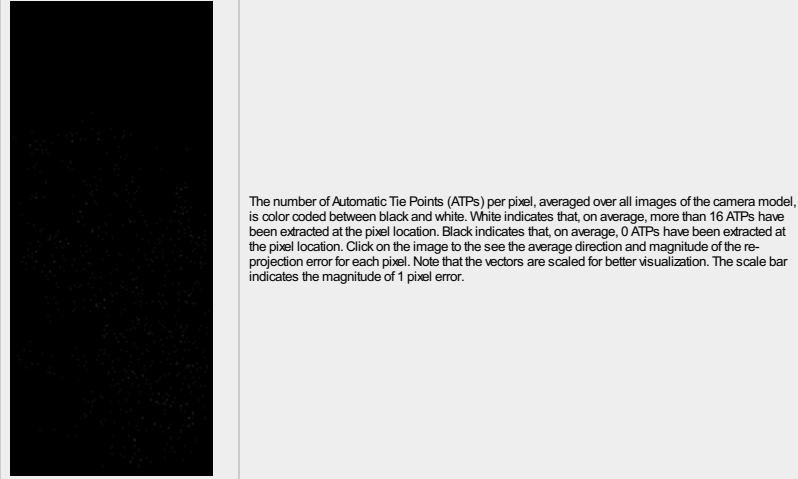 The number of Automatic Tie Points (ATPs) per pixel, averaged over all images of the camera model,
is color coded between black and white. White indicates that, on average, more than 16 ATPs have
been extracted at the pixel location. Black indicates that, on average, 0 ATPs have been extracted at
the pixel location. Click on the image to the see the average direction and magnitude of the re-
projection error for each pixel. Note that the vectors are scaled for better visualization. The scale bar
indicates the magnitude of 1 pixel error.